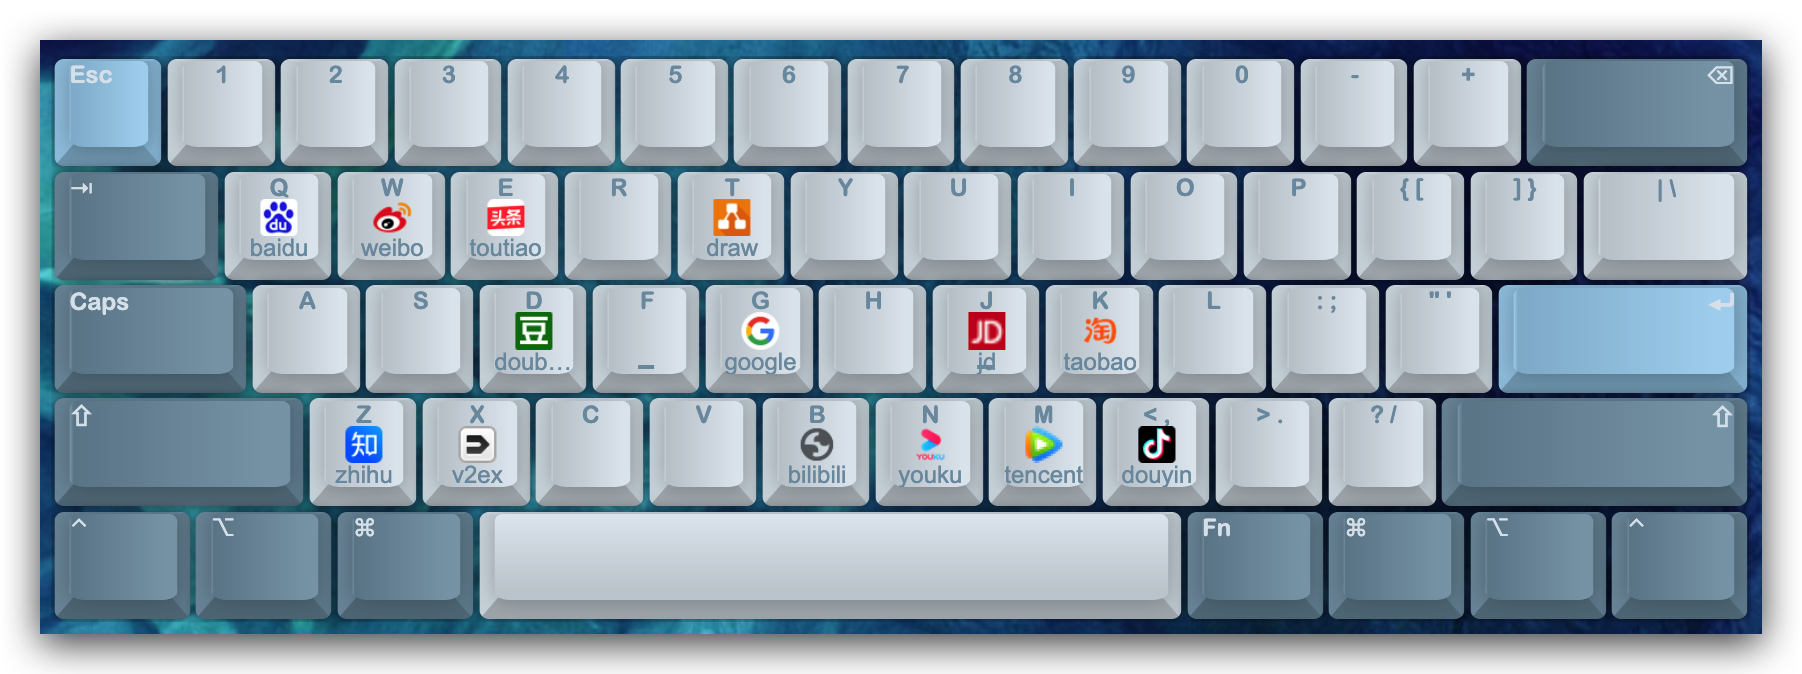 Esc 1 2 3 4 5 6 7 8 9 0 - + ⌫
⇥ Q W E R T Y U I O P { [ ] } | \
du 头条
baidu weibo toutiao draw
Caps A S D F G H J K L : ; " ' ↵
豆 G JD 淘
doub... google jd taobao
⇧ Z X C V B N M < , > . ? / ⇧
知 YOUKU
zhihu v2ex bilibili youku tencent douyin
^ ⌥ ⌘ Fn ⌘ ⌥ ^